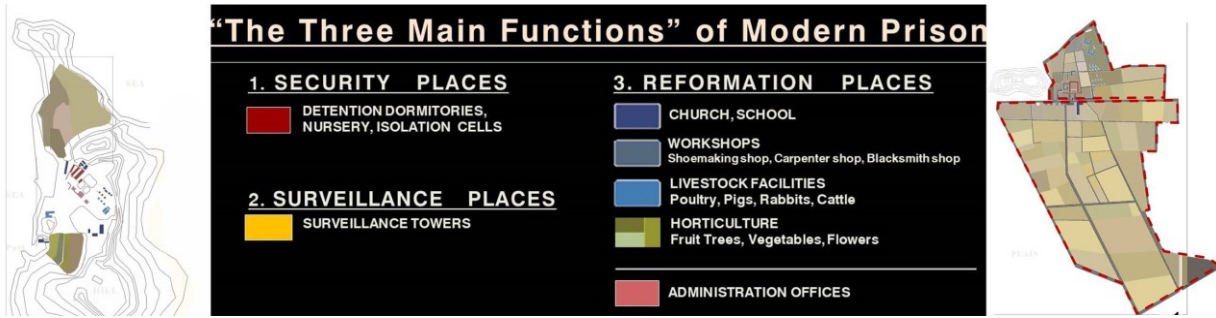 "The Three Main Functions" of Modern Prison
1. SECURITY PLACES
DETENTION DORMITORIES,
NURSERY, ISOLATION CELLS
2. SURVEILLANCE PLACES
SURVEILLANCE TOWERS
3. REFORMATION PLACES
CHURCH, SCHOOL
WORKSHOPS
Shoemaking shop, Carpenter shop, Blacksmith shop
LIVESTOCK FACILITIES
Poultry, Pigs, Rabbits, Cattle
HORTICULTURE
Fruit Trees, Vegetables, Flowers
ADMINISTRATION OFFICES
SEA
HILL
PLAIN